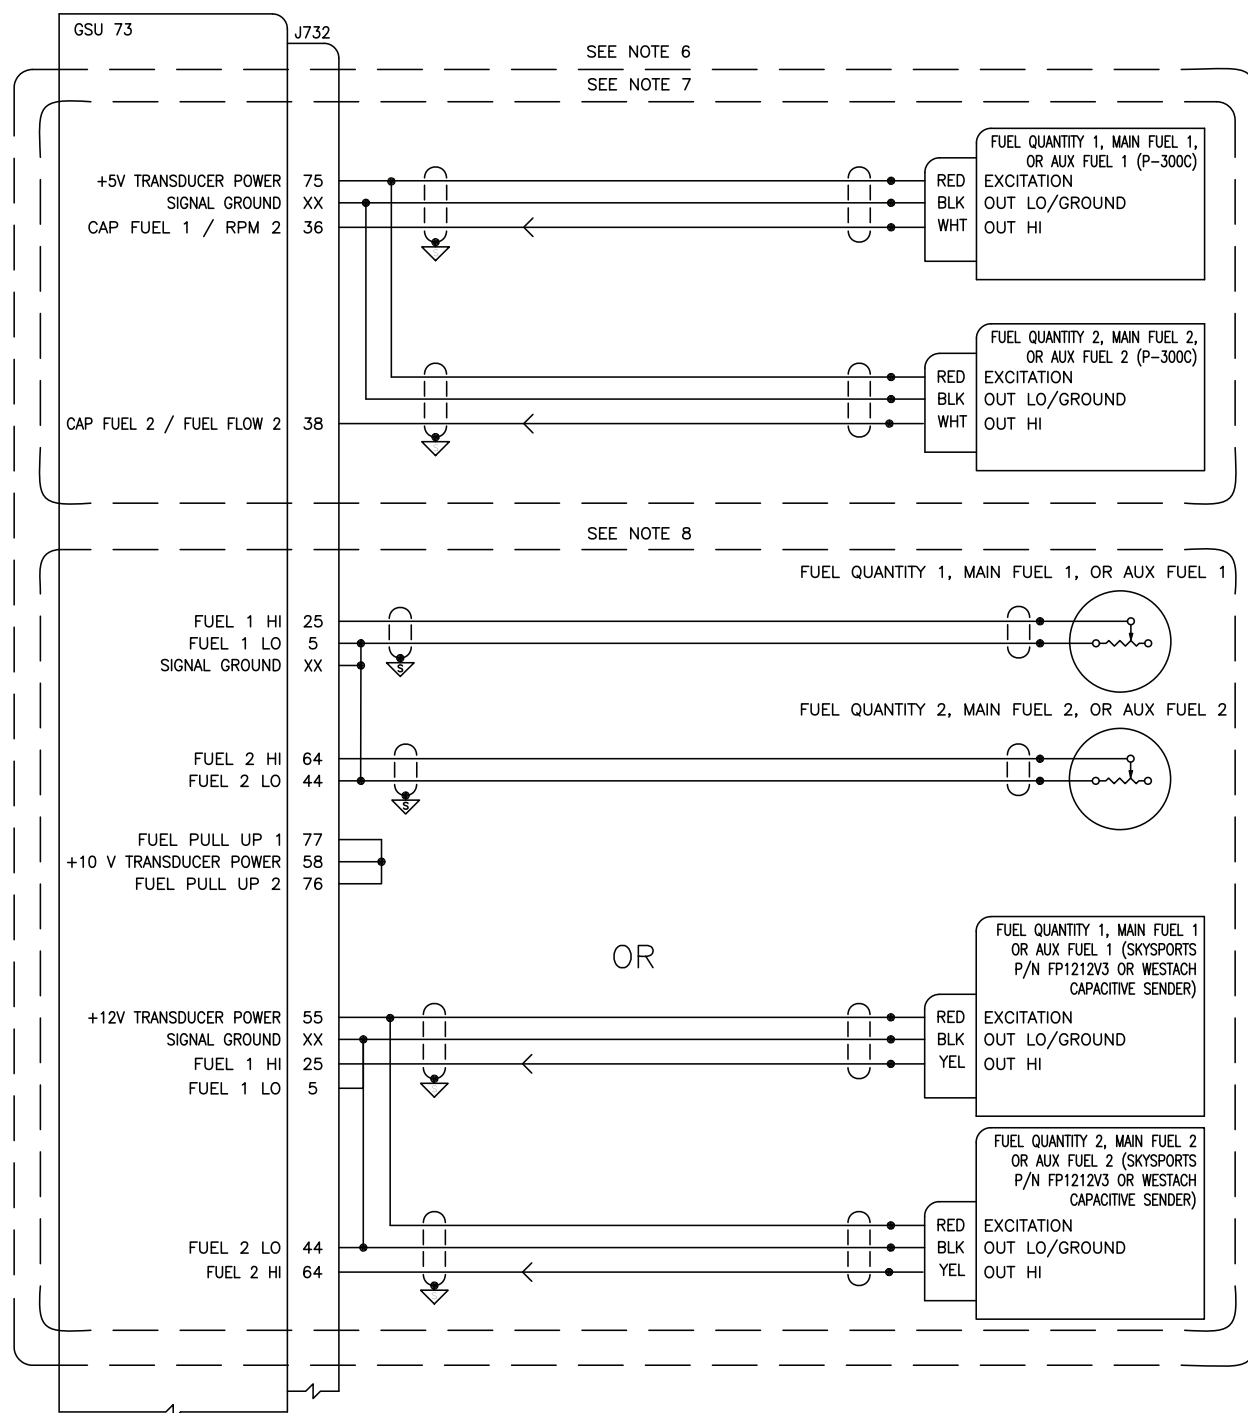 GSU 73
J732
SEE NOTE 6
SEE NOTE 7
FUEL QUANTITY 1, MAIN FUEL 1,
OR AUX FUEL 1 (P-300C)
+5V TRANSDUCER POWER 75 RED EXCITATION
SIGNAL GROUND XX BLK OUT LO/GROUND
CAP FUEL 1 / RPM 2 36 WHT OUT HI
FUEL QUANTITY 2, MAIN FUEL 2,
OR AUX FUEL 2 (P-300C)
RED EXCITATION
BLK OUT LO/GROUND
CAP FUEL 2 / FUEL FLOW 2 38 WHT OUT HI
SEE NOTE 8
FUEL QUANTITY 1, MAIN FUEL 1, OR AUX FUEL 1
FUEL 1 HI 25
FUEL 1 LO 5
SIGNAL GROUND XX
S
FUEL QUANTITY 2, MAIN FUEL 2, OR AUX FUEL 2
FUEL 2 HI 64
FUEL 2 LO 44
S
FUEL PULL UP 1 77
+10 V TRANSDUCER POWER 58
FUEL PULL UP 2 76
OR
FUEL QUANTITY 1, MAIN FUEL 1
OR AUX FUEL 1 (SKYSPORTS
P/N FP1212V3 OR WESTACH
CAPACITIVE SENDER)
+12V TRANSDUCER POWER 55 RED EXCITATION
SIGNAL GROUND XX BLK OUT LO/GROUND
FUEL 1 HI 25 YEL OUT HI
FUEL 1 LO 5
FUEL QUANTITY 2, MAIN FUEL 2
OR AUX FUEL 2 (SKYSPORTS
P/N FP1212V3 OR WESTACH
CAPACITIVE SENDER)
RED EXCITATION
FUEL 2 LO 44 BLK OUT LO/GROUND
FUEL 2 HI 64 YEL OUT HI